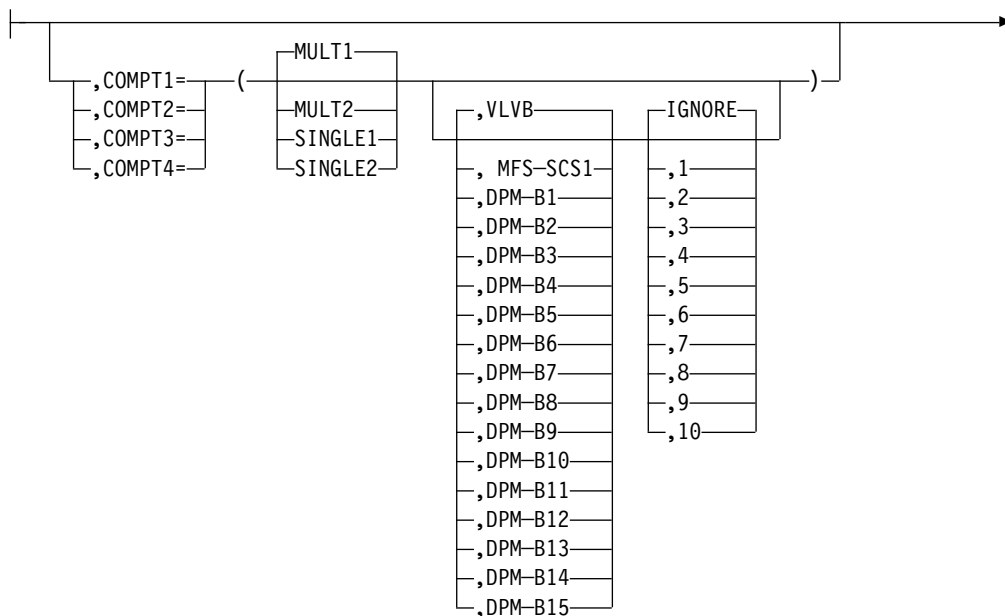 MULT1
,COMPT1= ( )
,COMPT2= MULT2 ,VLVB IGNORE
,COMPT3= SINGLE1
,COMPT4= SINGLE2 , MFS-SCS1 ,1
,DPM-B1 ,2
,DPM-B2 ,3
,DPM-B3 ,4
,DPM-B4 ,5
,DPM-B5 ,6
,DPM-B6 ,7
,DPM-B7 ,8
,DPM-B8 ,9
,DPM-B9 ,10
,DPM-B10
,DPM-B11
,DPM-B12
,DPM-B13
,DPM-B14
,DPM-B15